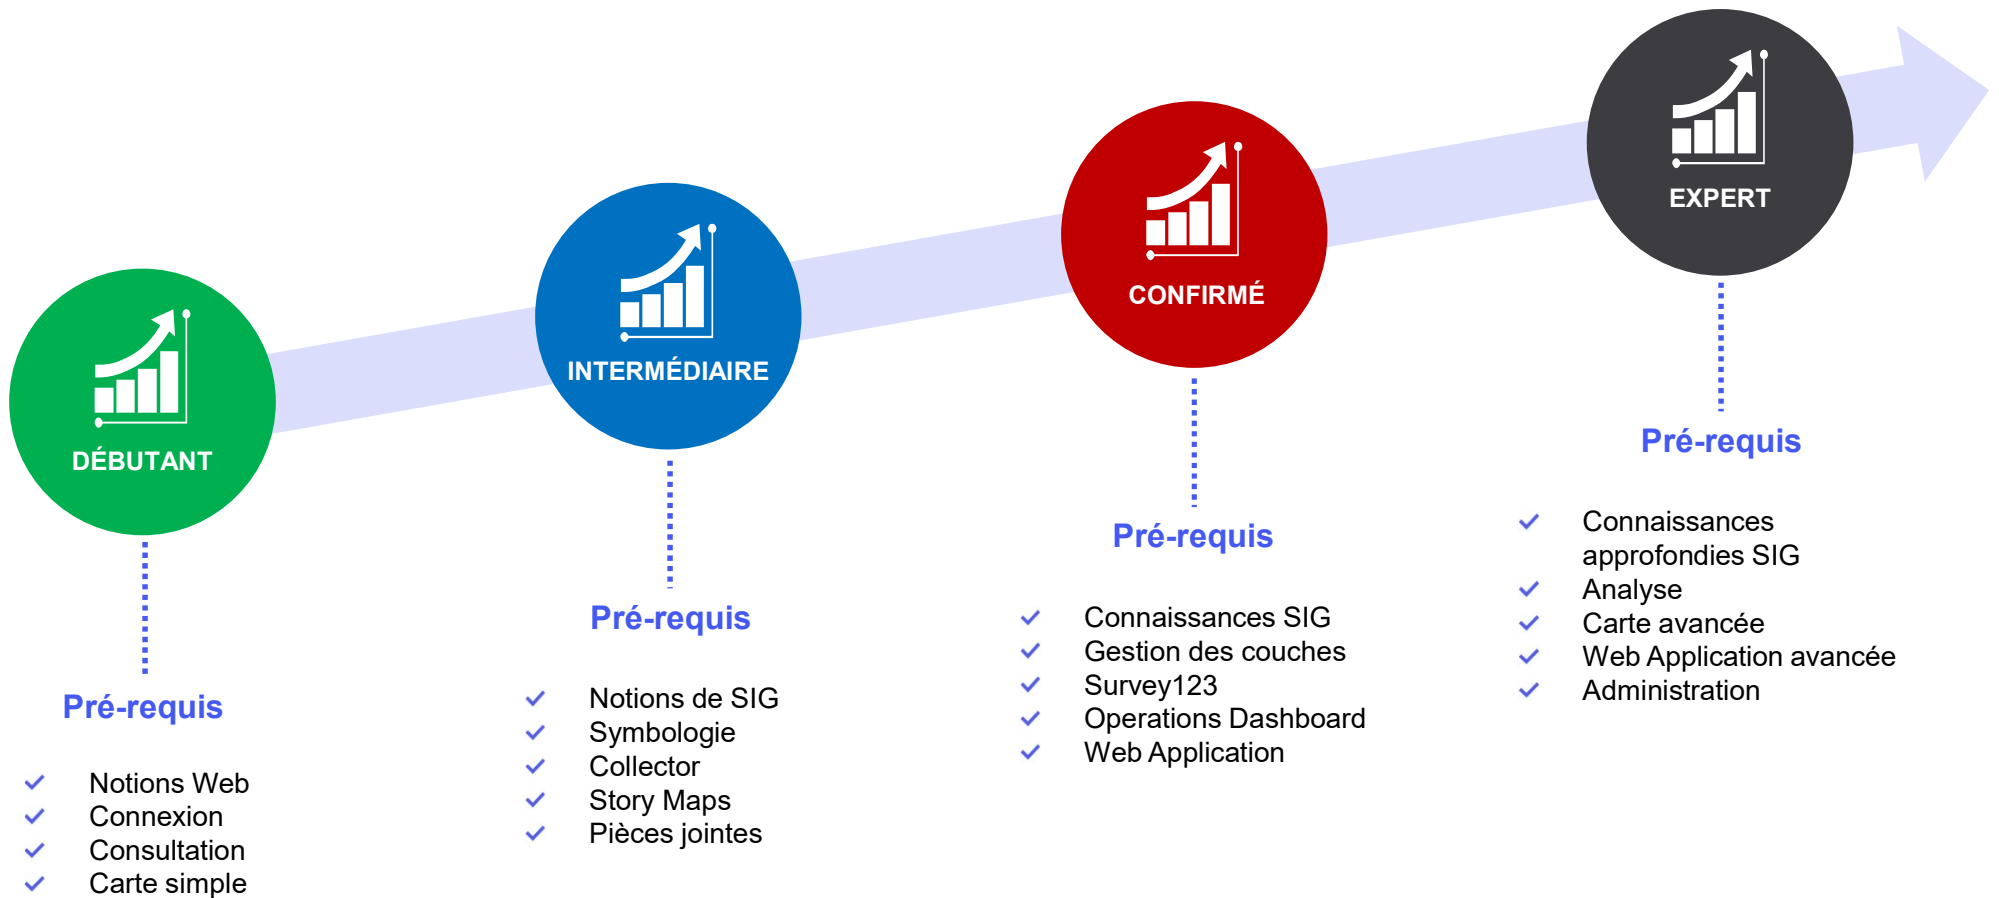 DÉBUTANT
Pré-requis
Notions Web
Connexion
Consultation
Carte simple
INTERMÉDIAIRE
Pré-requis
Notions de SIG
Symbologie
Collector
Story Maps
Pièces jointes
CONFIRMÉ
Pré-requis
Connaissances SIG
Gestion des couches
Survey123
Operations Dashboard
Web Application
EXPERT
Pré-requis
Connaissances
approfondies SIG
Analyse
Carte avancée
Web Application avancée
Administration